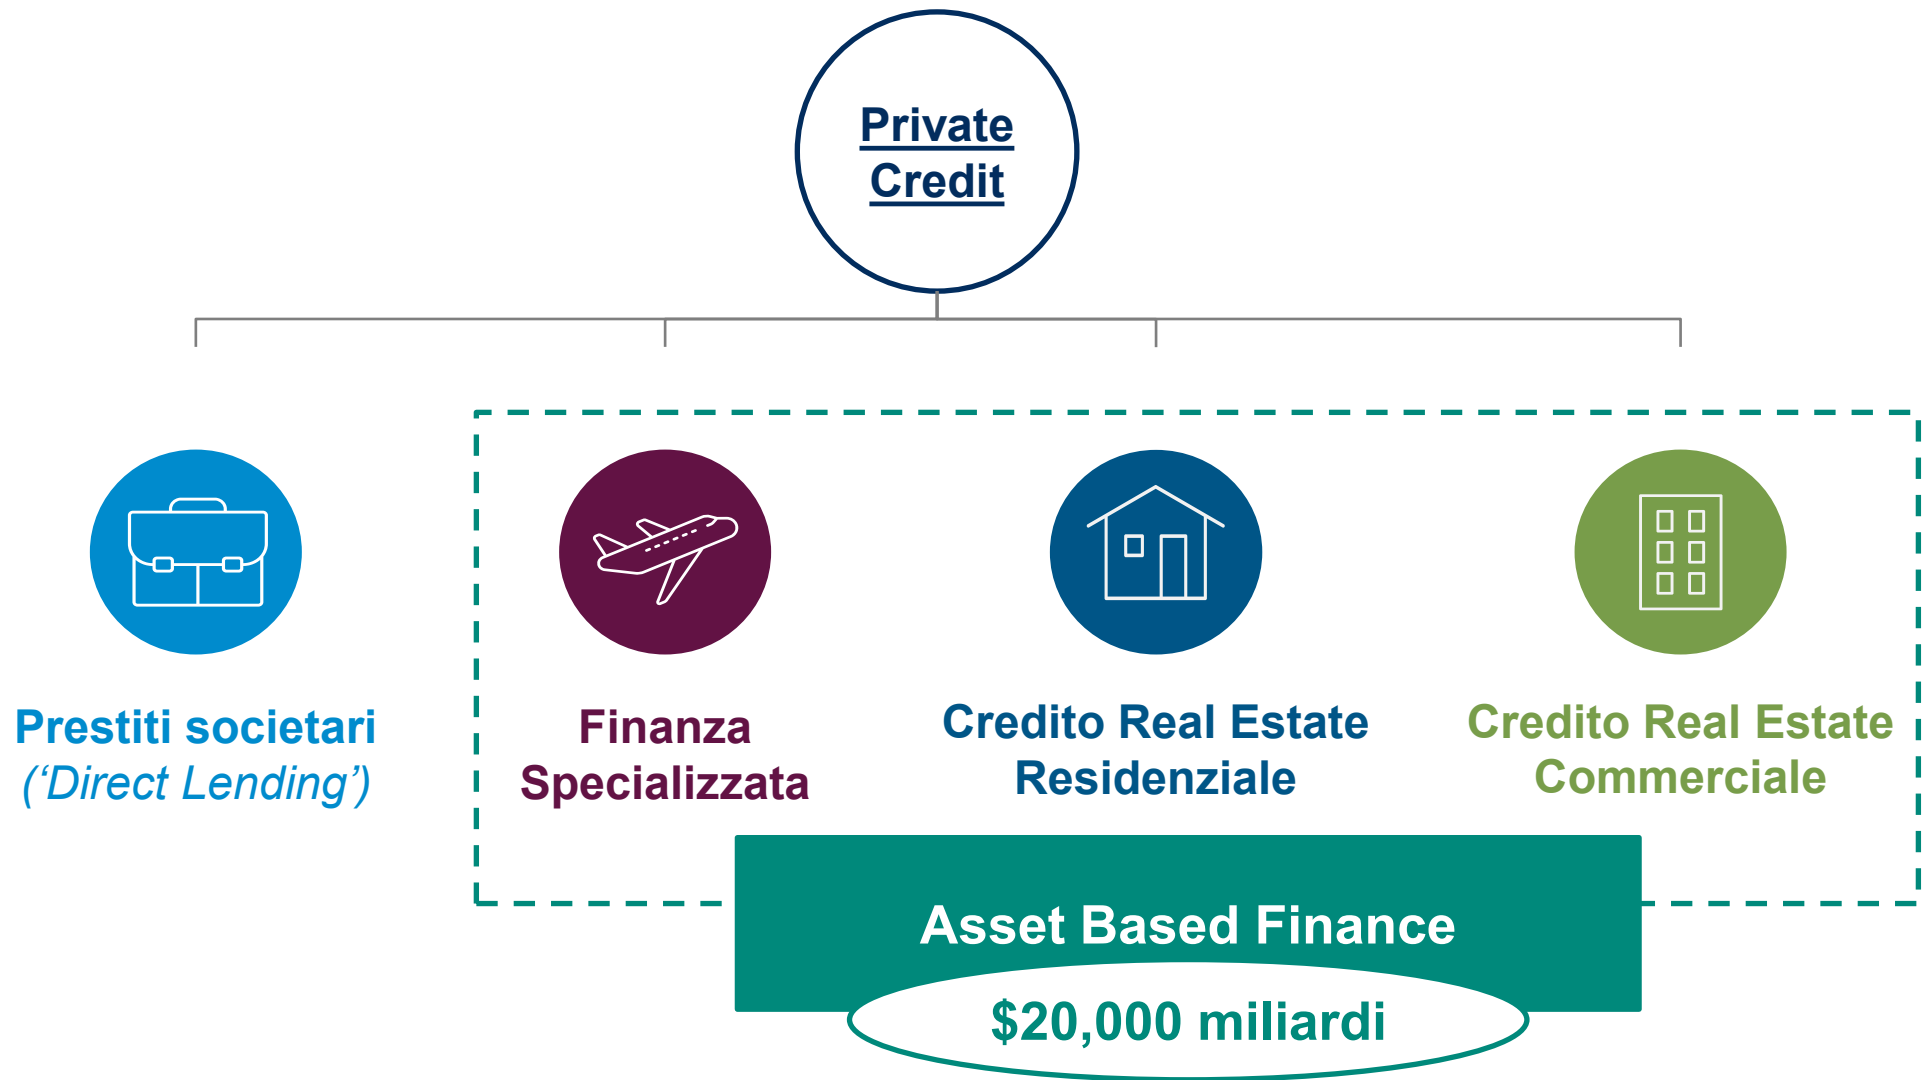 Private
Credit
Prestiti societari
(‘Direct Lending’)
Finanza
Specializzata
Credito Real Estate
Residenziale
Credito Real Estate
Commerciale
Asset Based Finance
$20,000 miliardi